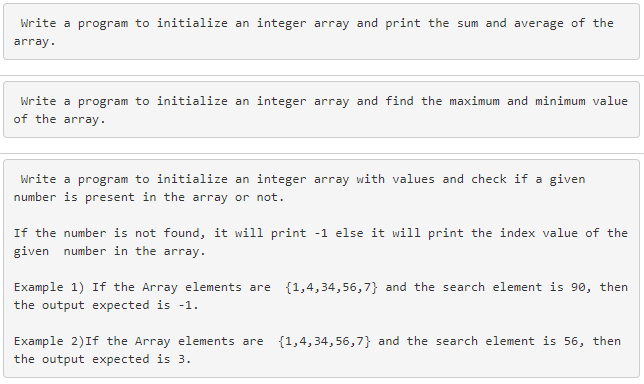 Write a program to initialize an integer array and print the sum and average of the
array.
Write a program to initialize an integer array and find the maximum and minimum value
of the array.
Write a program to initialize an integer array with values and check if a given
number is present in the array or not.
If the number is not found, it will print -1 else it will print the index value of the
given  number in the array.
Example 1) If the Array elements are  {1,4,34,56,7} and the search element is 90, then
the output expected is -1.
Example 2)If the Array elements are  {1,4,34,56,7} and the search element is 56, then
the output expected is 3.